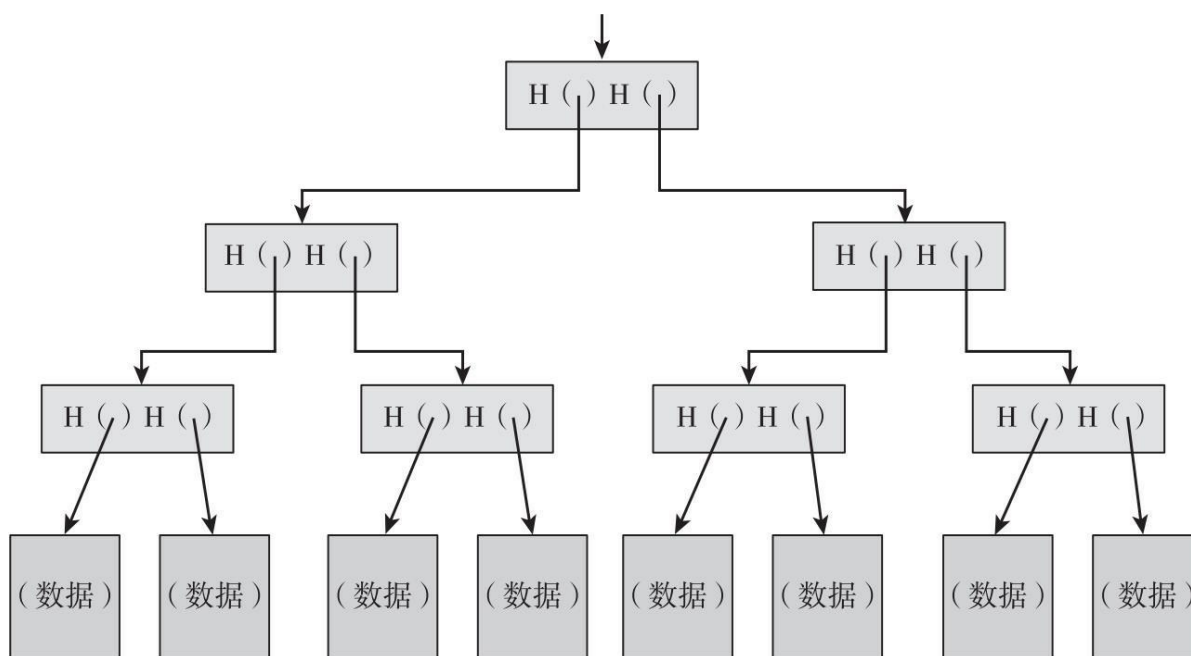 H（ ）H（ ）
H（ ）H（ ） H（ ）H（ ）
H（ ）H（ ） H（ ）H（ ） H（ ）H（ ） H（ ）H（ ）
（数据） （数据） （数据） （数据） （数据） （数据） （数据） （数据）